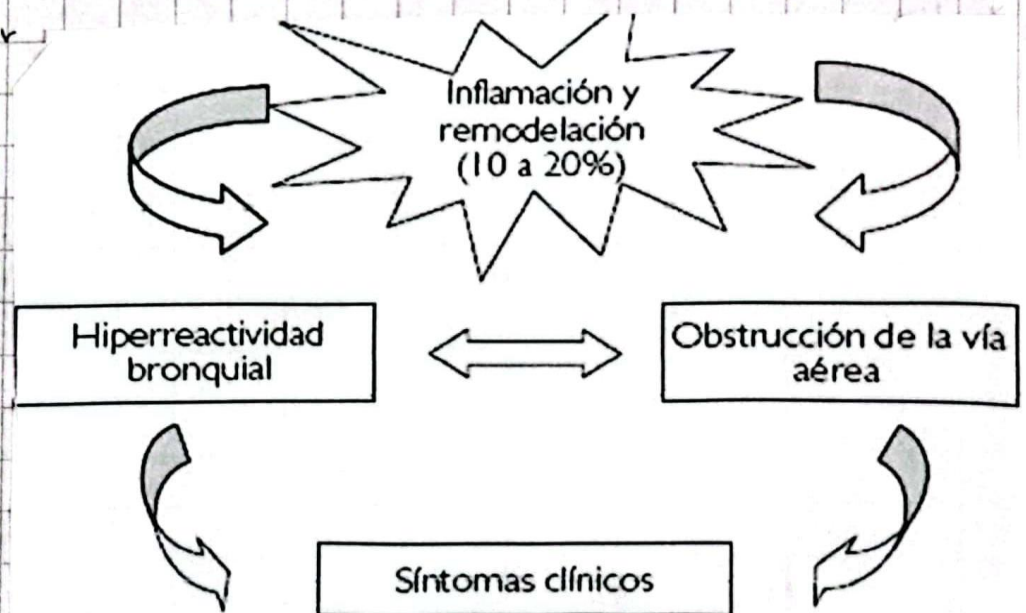 Inflamación y
remodelación
(10 a 20%)
Hiperreactividad
bronquial
Obstrucción de la vía
aérea
Síntomas clínicos